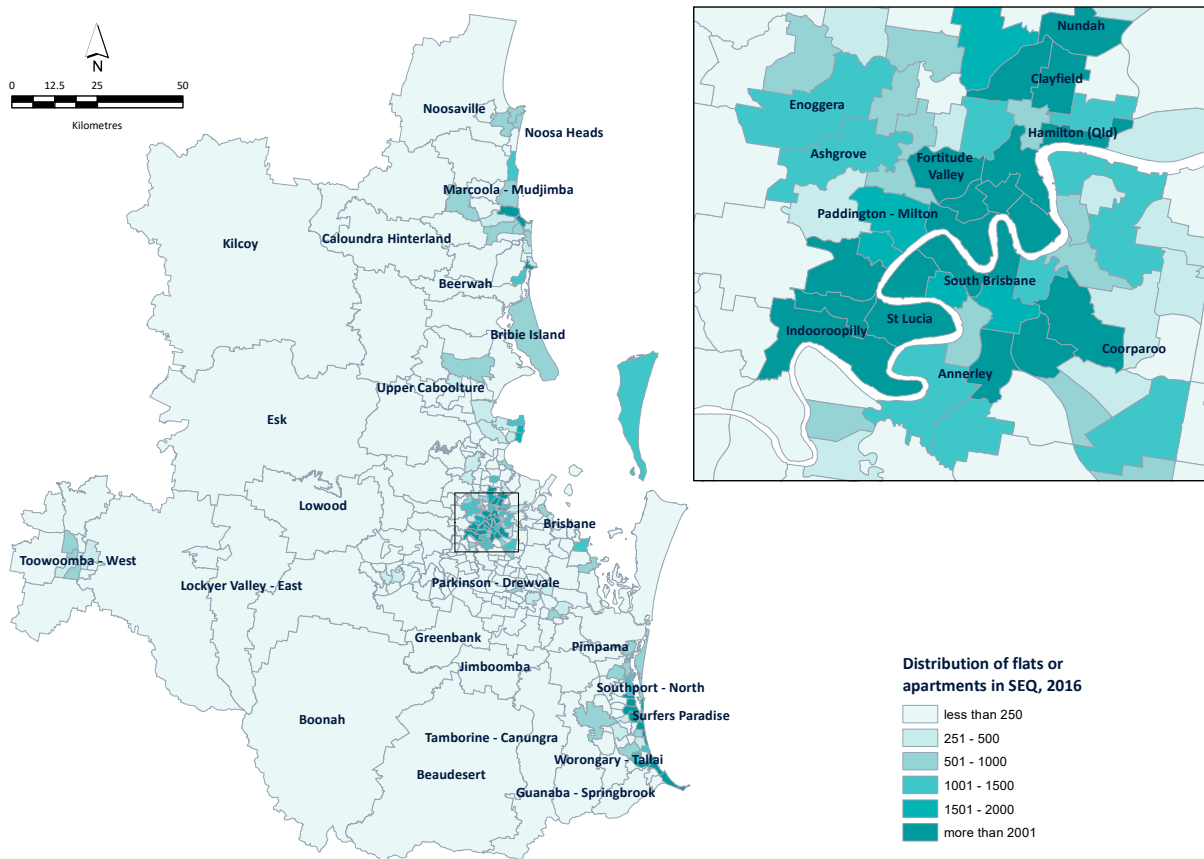 N
0 12.5 25 50
Kilometres
Noosaville
Noosa Heads
Marcoola - Mudjimba
Kilcoy
Caloundra Hinterland
Beerwah
Bribie Island
Upper Caboolture
Esk
Lowood
Brisbane
Toowoomba - West
Lockyer Valley - East
Parkinson - Drewvale
Greenbank
Pimpama
Jimboomba
Southport - North
Boonah
Surfers Paradise
Tamborine - Canungra
Worongary - Tallai
Beaudesert
Guanaba - Springbrook
Nundah
Clayfield
Enoggera
Hamilton (Qld)
Ashgrove
Fortitude
Valley
Paddington - Milton
South Brisbane
St Lucia
Indooroopilly
Coorparoo
Annerley
Distribution of flats or
apartments in SEQ, 2016
less than 250
251 - 500
501 - 1000
1001 - 1500
1501 - 2000
more than 2001